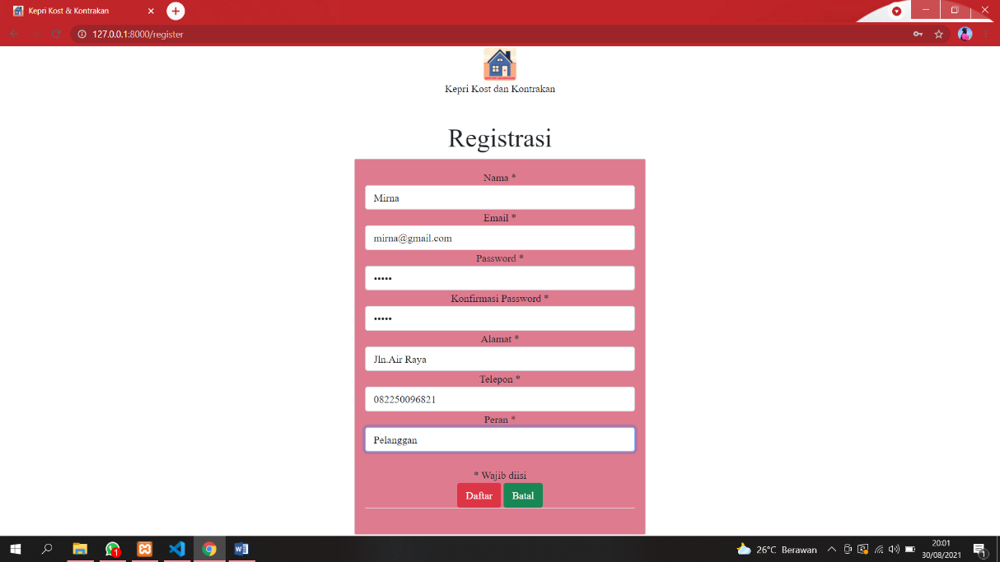 Kepri Kost & Kontrakan
127.0.0.1:8000/register
Kepri Kost dan Kontrakan
Registrasi
Nama *
Mirna
Email *
mirna@gmail.com
Password *
•••••
Konfirmasi Password *
•••••
Alamat *
Jln.Air Raya
Telepon *
082250096821
Peran *
Pelanggan
* Wajib diisi
Daftar Batal
1
26°C Berawan
20:01
30/08/2021
1